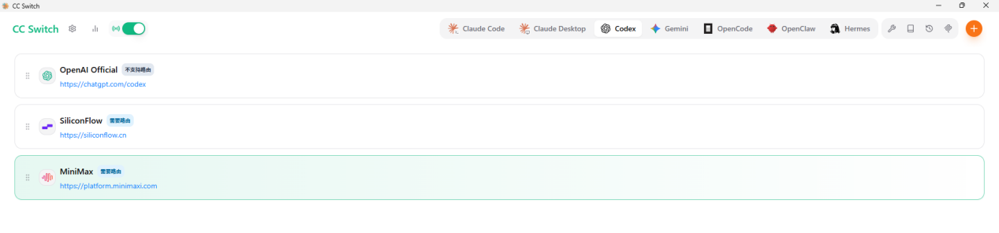 CC Switch
CC Switch
Claude Code
Claude Desktop
Codex
Gemini
OpenCode
OpenClaw
Hermes
OpenAI Official 不支持路由
https://chatgpt.com/codex
SiliconFlow 需要路由
https://siliconflow.cn
MiniMax 需要路由
https://platform.minimaxi.com